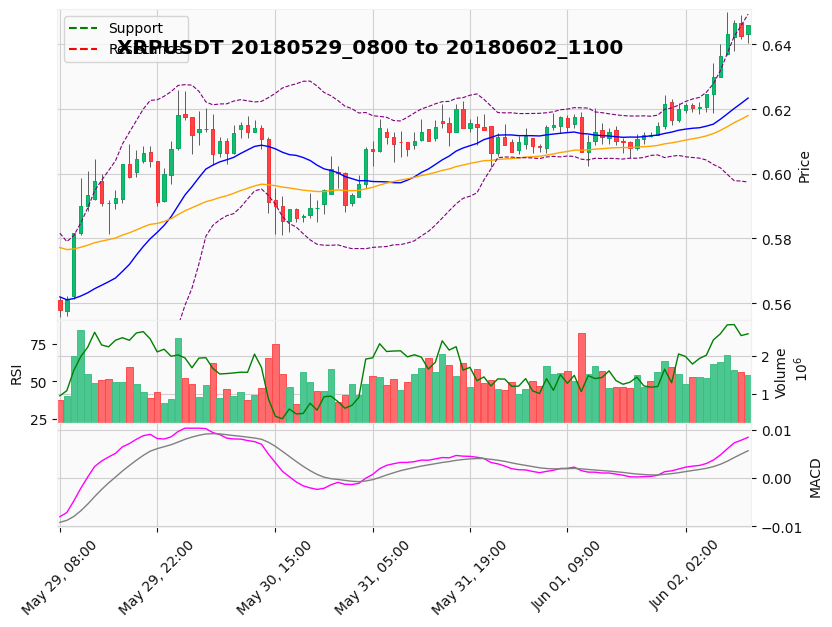 Support
Resistance
XRPUSDT 20180529_0800 to 20180602_1100
0.64
0.62
0.60
0.58
0.56
Price
75
50
25
RSI
2
1
Volume
10^6
0.01
0.00
−0.01
MACD
May 29, 08:00
May 29, 22:00
May 30, 15:00
May 31, 05:00
May 31, 19:00
Jun 01, 09:00
Jun 02, 02:00